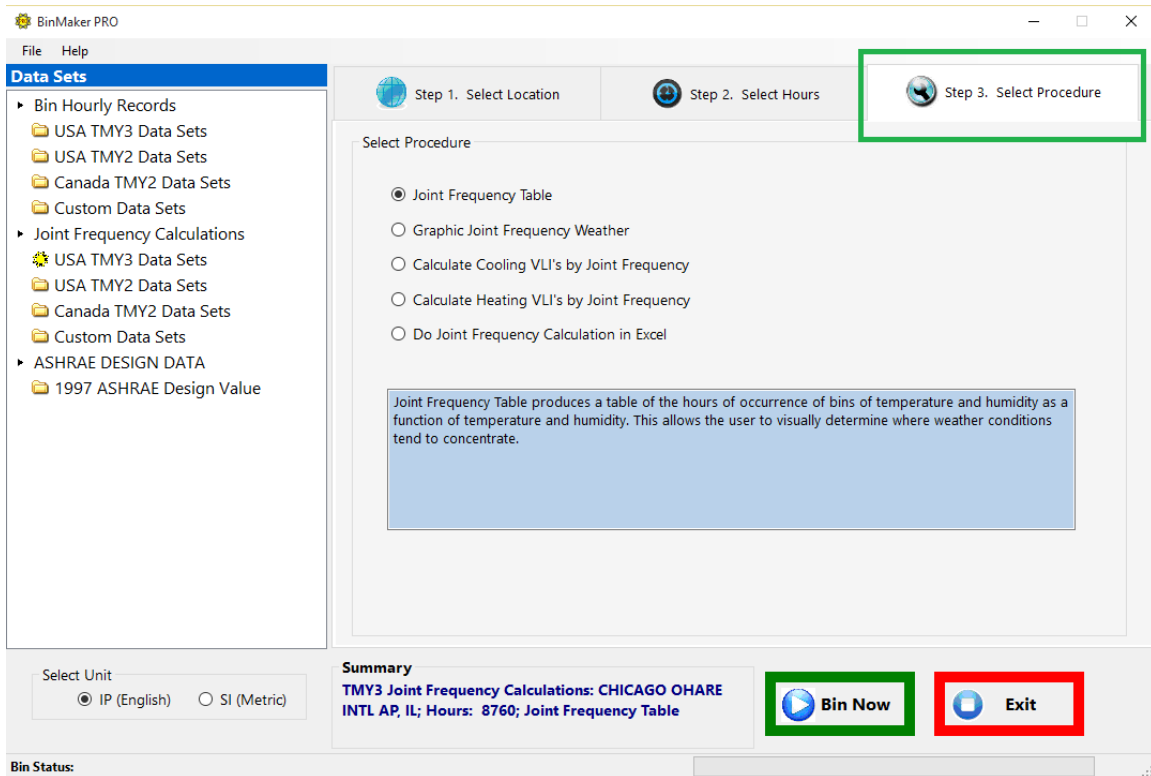 BinMaker PRO
File Help
Data Sets
Bin Hourly Records
USA TMY3 Data Sets
USA TMY2 Data Sets
Canada TMY2 Data Sets
Custom Data Sets
Joint Frequency Calculations
USA TMY3 Data Sets
USA TMY2 Data Sets
Canada TMY2 Data Sets
Custom Data Sets
ASHRAE DESIGN DATA
1997 ASHRAE Design Value
Step 1. Select Location
Step 2. Select Hours
Step 3. Select Procedure
Select Procedure
Joint Frequency Table
Graphic Joint Frequency Weather
Calculate Cooling VLI's by Joint Frequency
Calculate Heating VLI's by Joint Frequency
Do Joint Frequency Calculation in Excel
Joint Frequency Table produces a table of the hours of occurrence of bins of temperature and humidity as a
function of temperature and humidity. This allows the user to visually determine where weather conditions
tend to concentrate.
Select Unit
IP (English) SI (Metric)
Summary
TMY3 Joint Frequency Calculations: CHICAGO OHARE
INTL AP, IL; Hours: 8760; Joint Frequency Table
Bin Now
Exit
Bin Status: